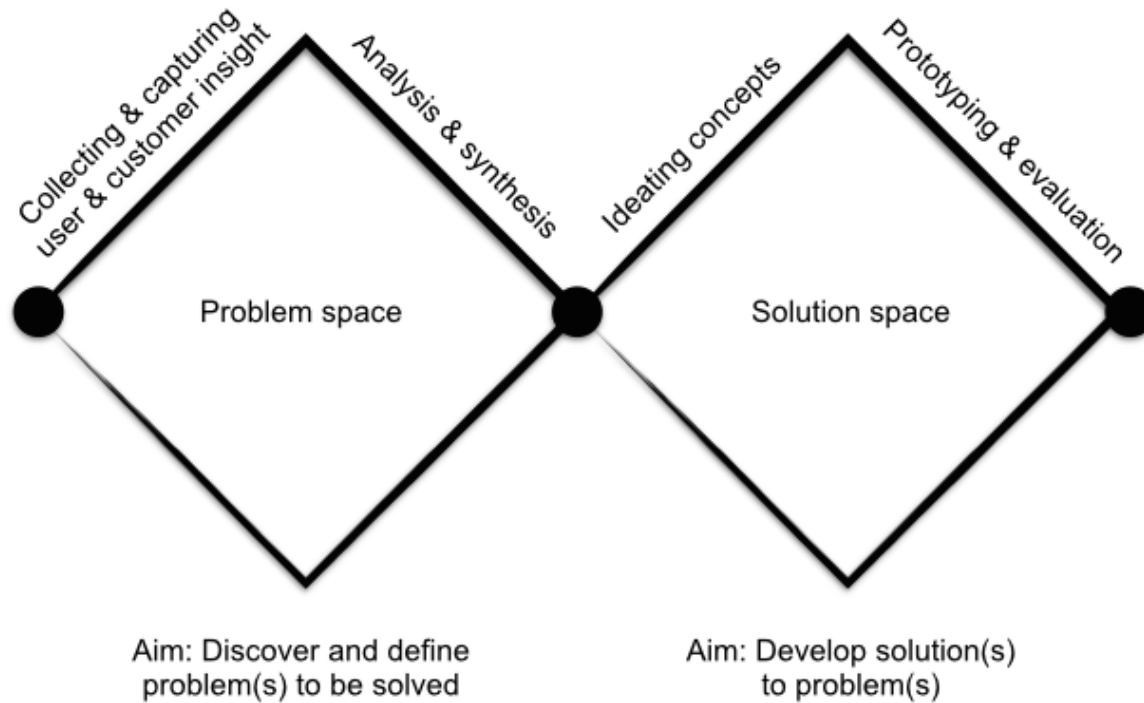 Collecting & capturing
user & customer insight
Analysis & synthesis
Ideating concepts
Prototyping & evaluation
Problem space
Solution space
Aim: Discover and define
problem(s) to be solved
Aim: Develop solution(s)
to problem(s)